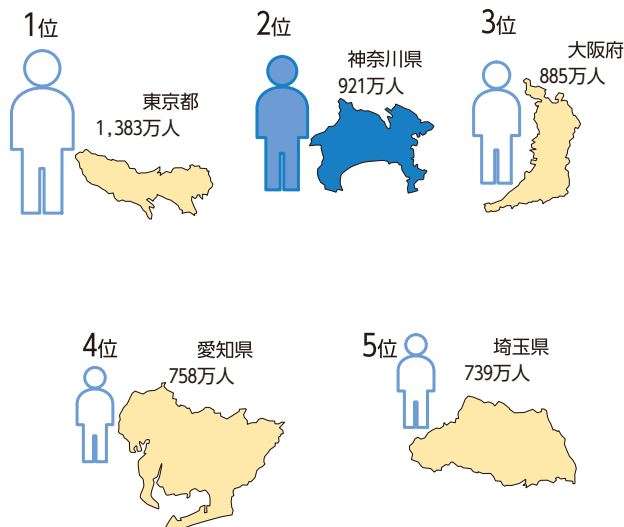 1位
東京都
1,383万人
2位
神奈川県
921万人
3位
大阪府
885万人
4位
愛知県
758万人
5位
埼玉県
739万人